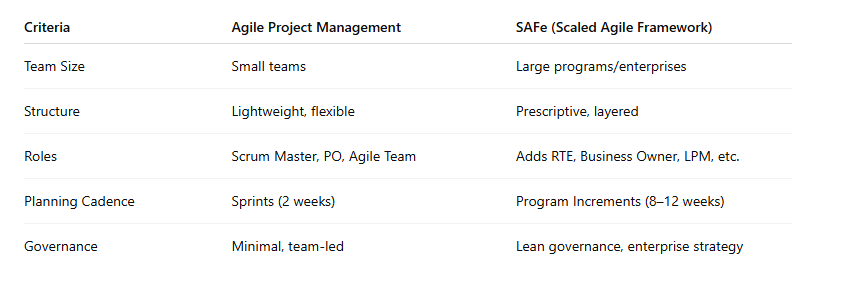 Criteria Agile Project Management SAFe (Scaled Agile Framework)
Team Size Small teams Large programs/enterprises
Structure Lightweight, flexible Prescriptive, layered
Roles Scrum Master, PO, Agile Team Adds RTE, Business Owner, LPM, etc.
Planning Cadence Sprints (2 weeks) Program Increments (8–12 weeks)
Governance Minimal, team-led Lean governance, enterprise strategy